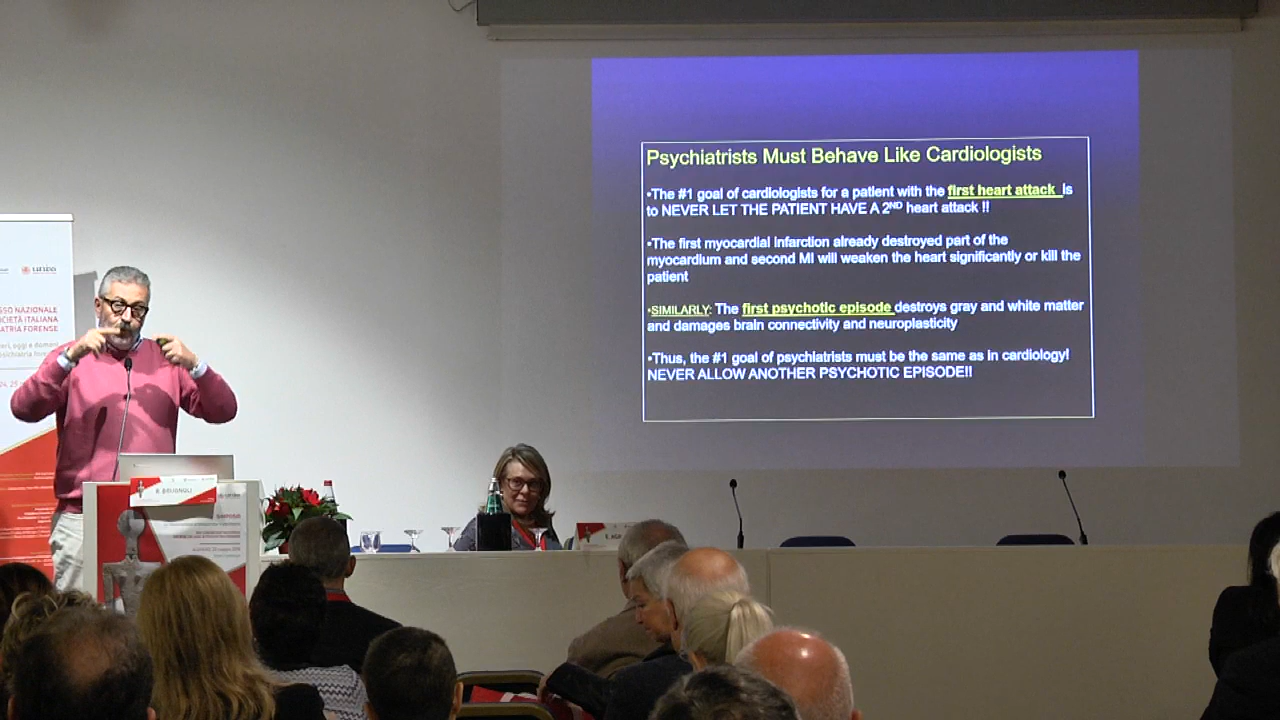 Psychiatrists Must Behave Like Cardiologists
•The #1 goal of cardiologists for a patient with the first heart attack is
to NEVER LET THE PATIENT HAVE A 2ND heart attack !!
•The first myocardial infarction already destroyed part of the
myocardium and second MI will weaken the heart significantly or kill the
patient
•SIMILARLY: The first psychotic episode destroys gray and white matter
and damages brain connectivity and neuroplasticity
•Thus, the #1 goal of psychiatrists must be the same as in cardiology!
NEVER ALLOW ANOTHER PSYCHOTIC EPISODE!!
SSO NAZIONALE
OCIETÀ ITALIANA
IATRIA FORENSE
eri, oggi e domani